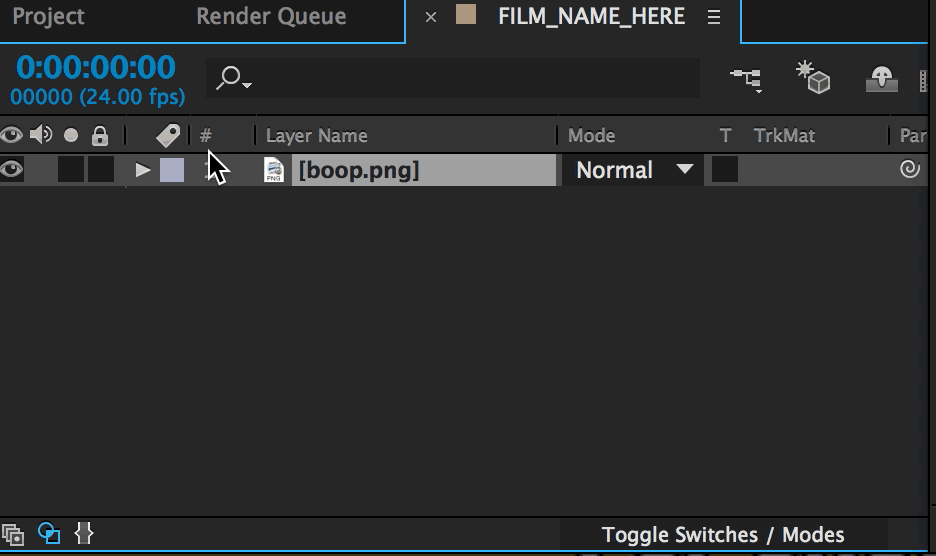 Project Render Queue × FILM_NAME_HERE
0:00:00:00
00000 (24.00 fps)
# Layer Name Mode T TrkMat Par
PNG [boop.png] Normal
Toggle Switches / Modes